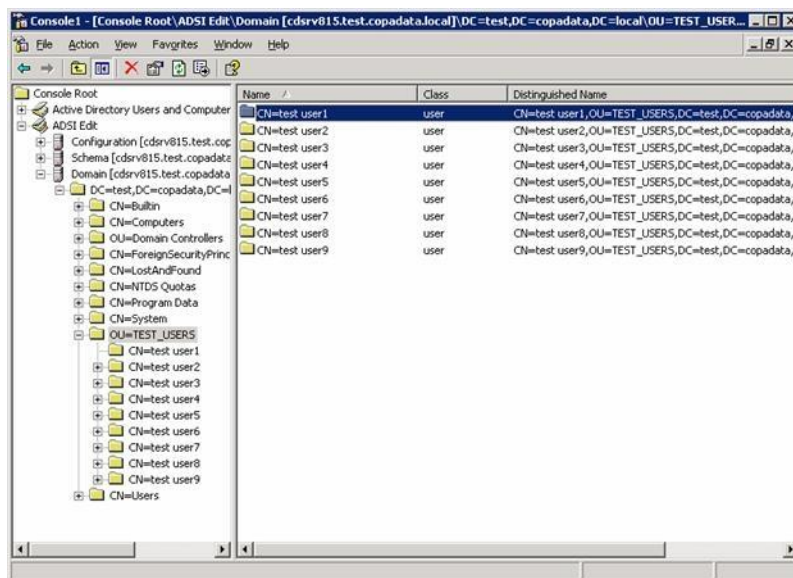 Console1 - [Console Root\ADSI Edit\Domain [cdsrv815.test.copadata.local]\DC=test,DC=copadata,DC=local\OU=TEST_USER...
File Action View Favorites Window Help
Console Root
Active Directory Users and Computer
ADSI Edit
Configuration [cdsrv815.test.cop
Schema [cdsrv815.test.copadata
Domain [cdsrv815.test.copadata
DC=test,DC=copadata,DC=l
CN=Builtin
CN=Computers
OU=Domain Controllers
CN=ForeignSecurityPrinc
CN=LostAndFound
CN=NTDS Quotas
CN=Program Data
CN=System
OU=TEST_USERS
CN=test user1
CN=test user2
CN=test user3
CN=test user4
CN=test user5
CN=test user6
CN=test user7
CN=test user8
CN=test user9
CN=Users
Name Class Distinguished Name
CN=test user1 user CN=test user1,OU=TEST_USERS,DC=test,DC=copadata,
CN=test user2 user CN=test user2,OU=TEST_USERS,DC=test,DC=copadata,
CN=test user3 user CN=test user3,OU=TEST_USERS,DC=test,DC=copadata,
CN=test user4 user CN=test user4,OU=TEST_USERS,DC=test,DC=copadata,
CN=test user5 user CN=test user5,OU=TEST_USERS,DC=test,DC=copadata,
CN=test user6 user CN=test user6,OU=TEST_USERS,DC=test,DC=copadata,
CN=test user7 user CN=test user7,OU=TEST_USERS,DC=test,DC=copadata,
CN=test user8 user CN=test user8,OU=TEST_USERS,DC=test,DC=copadata,
CN=test user9 user CN=test user9,OU=TEST_USERS,DC=test,DC=copadata,